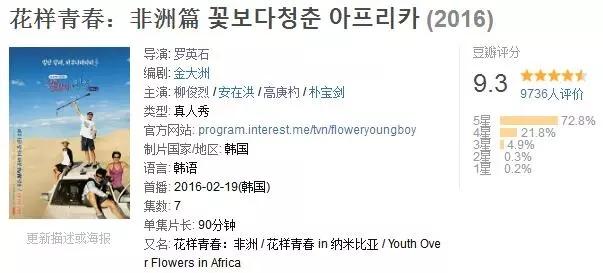 花样青春：非洲篇 꽃보다청춘 아프리카 (2016)
导演: 罗英石
编剧: 金大洲
主演: 柳俊烈 / 安在洪 / 高庚杓 / 朴宝剑
类型: 真人秀
官方网站: program.interest.me/tvn/floweryoungboy
制片国家/地区: 韩国
语言: 韩语
首播: 2016-02-19(韩国)
集数: 7
单集片长: 90分钟
又名: 花样青春：非洲 / 花样青春 in 纳米比亚 / Youth Ove
r Flowers in Africa
更新描述或海报
豆瓣评分
9.3
9736人评价
5星 72.8%
4星 21.8%
3星 4.9%
2星 0.3%
1星 0.2%